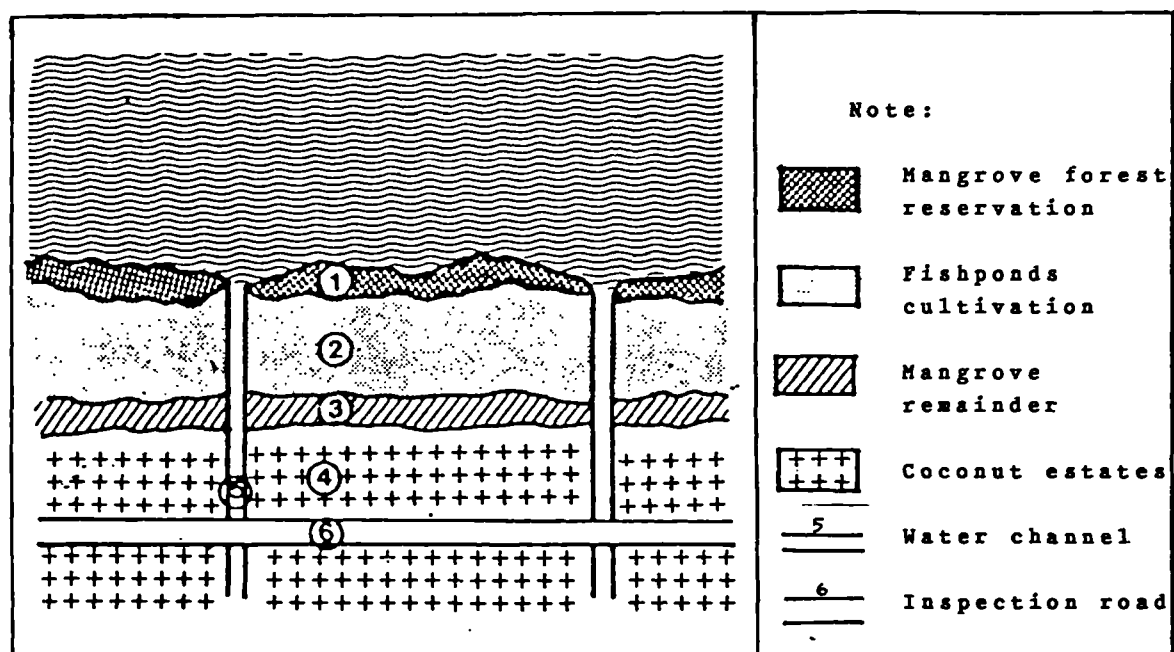 Note:
Mangrove forest
reservation
Fishponds
cultivation
Mangrove
remainder
Coconut estates
5
Water channel
6
Inspection road
1
2
3
4
5
6